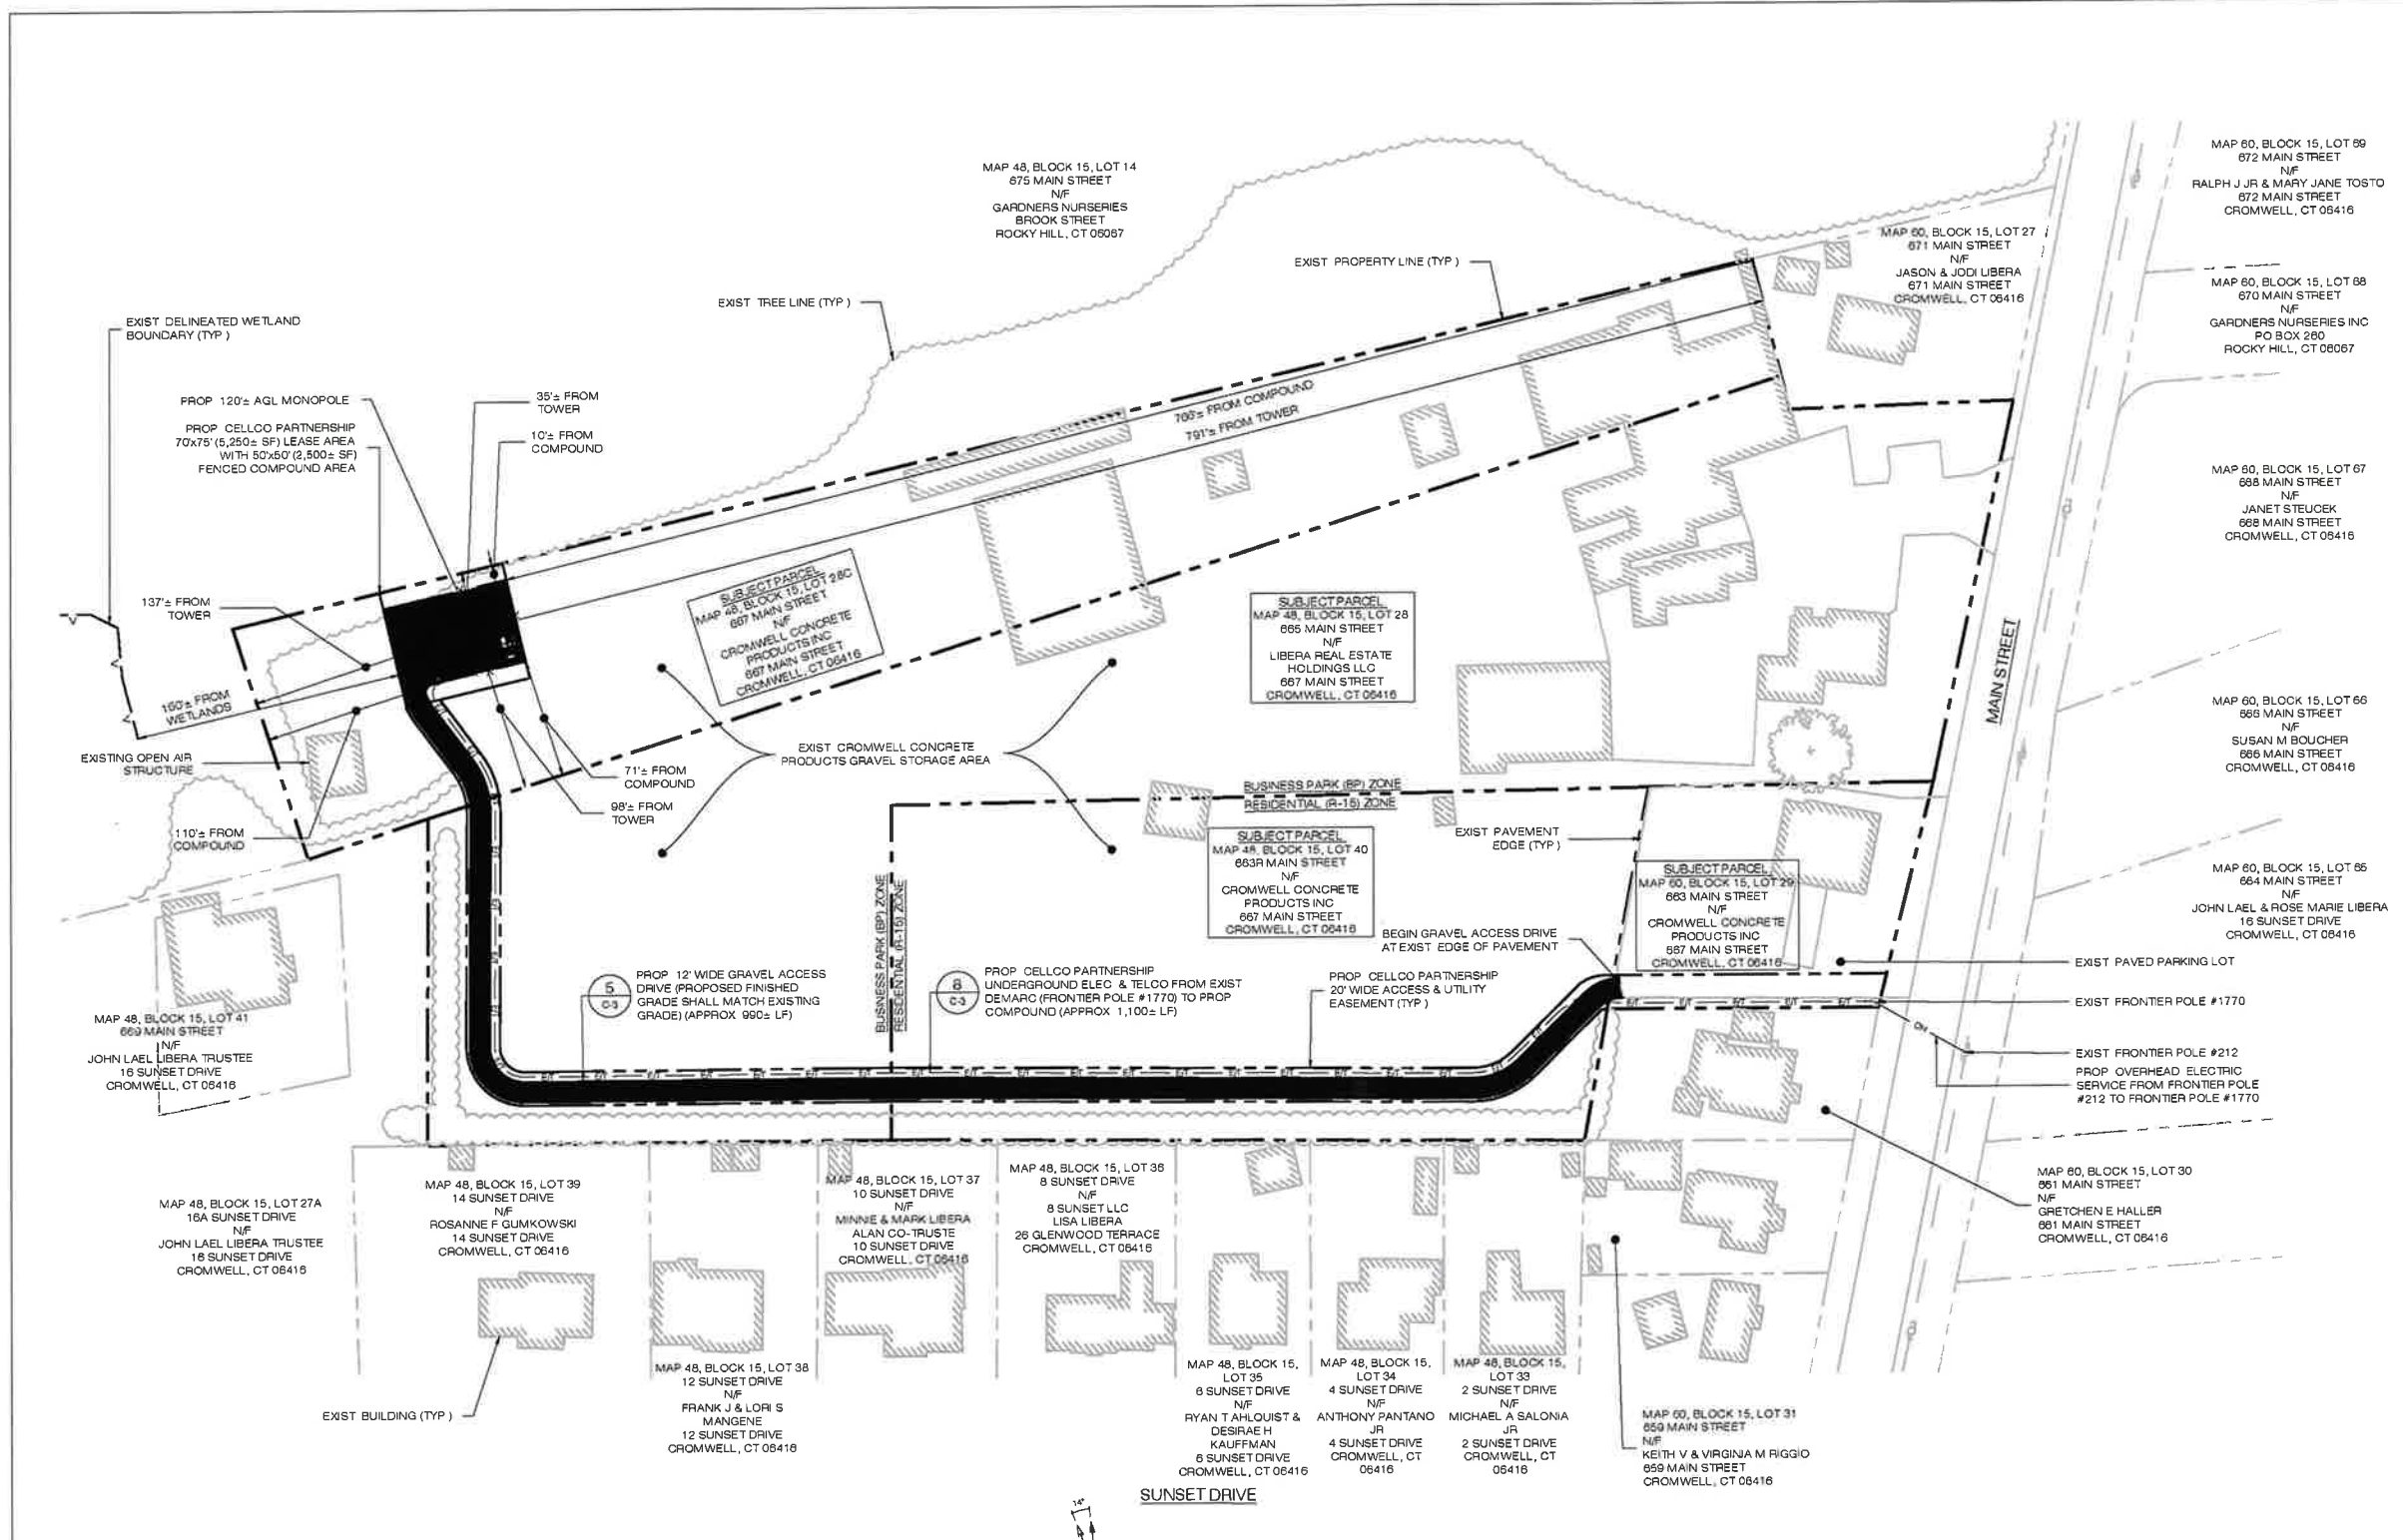 MAP 48, BLOCK 15, LOT 14
675 MAIN STREET
N/F
GARDNERS NURSERIES
BROOK STREET
ROCKY HILL, CT 06067
MAP 60, BLOCK 15, LOT 69
672 MAIN STREET
N/F
RALPH J JR & MARY JANE TOSTO
672 MAIN STREET
CROMWELL, CT 06416
MAP 60, BLOCK 15, LOT 27
671 MAIN STREET
N/F
JASON & JODI LIBERA
671 MAIN STREET
CROMWELL, CT 06416
MAP 60, BLOCK 15, LOT 68
670 MAIN STREET
N/F
GARDNERS NURSERIES INC
PO BOX 260
ROCKY HILL, CT 06067
EXIST PROPERTY LINE (TYP )
EXIST TREE LINE (TYP )
EXIST DELINEATED WETLAND
BOUNDARY (TYP )
PROP 120'± AGL MONOPOLE
PROP CELLCO PARTNERSHIP
70'x75' (5,250± SF) LEASE AREA
WITH 50'x50' (2,500± SF)
FENCED COMPOUND AREA
35'± FROM
TOWER
10'± FROM
COMPOUND
766'± FROM COMPOUND
791'± FROM TOWER
MAP 60, BLOCK 15, LOT 67
668 MAIN STREET
N/F
JANET STEUCEK
668 MAIN STREET
CROMWELL, CT 06416
137'± FROM
TOWER
160'± FROM
WETLANDS
EXISTING OPEN AIR
STRUCTURE
110'± FROM
COMPOUND
SUBJECT PARCEL
MAP 48, BLOCK 15, LOT 28C
667 MAIN STREET
N/F
CROMWELL CONCRETE
PRODUCTS INC
667 MAIN STREET
CROMWELL, CT 06416
SUBJECT PARCEL
MAP 48, BLOCK 15, LOT 28
665 MAIN STREET
N/F
LIBERA REAL ESTATE
HOLDINGS LLC
667 MAIN STREET
CROMWELL, CT 06416
MAIN STREET
EXIST CROMWELL CONCRETE
PRODUCTS GRAVEL STORAGE AREA
71'± FROM
COMPOUND
98'± FROM
TOWER
MAP 60, BLOCK 15, LOT 66
666 MAIN STREET
N/F
SUSAN M BOUCHER
666 MAIN STREET
CROMWELL, CT 06416
BUSINESS PARK (BP) ZONE
RESIDENTIAL (R-15) ZONE
SUBJECT PARCEL
MAP 48, BLOCK 15, LOT 40
663R MAIN STREET
N/F
CROMWELL CONCRETE
PRODUCTS INC
667 MAIN STREET
CROMWELL, CT 06416
EXIST PAVEMENT
EDGE (TYP )
SUBJECT PARCEL
MAP 60, BLOCK 15, LOT 29
663 MAIN STREET
N/F
CROMWELL CONCRETE
PRODUCTS INC
667 MAIN STREET
CROMWELL, CT 06416
MAP 60, BLOCK 15, LOT 65
664 MAIN STREET
N/F
JOHN LAEL & ROSE MARIE LIBERA
16 SUNSET DRIVE
CROMWELL, CT 06416
BUSINESS PARK (BP) ZONE
RESIDENTIAL (R-15) ZONE
BEGIN GRAVEL ACCESS DRIVE
AT EXIST EDGE OF PAVEMENT
5
C-3
PROP 12' WIDE GRAVEL ACCESS
DRIVE (PROPOSED FINISHED
GRADE SHALL MATCH EXISTING
GRADE) (APPROX 990± LF)
8
C-3
PROP CELLCO PARTNERSHIP
UNDERGROUND ELEC & TELCO FROM EXIST
DEMARC (FRONTIER POLE #1770) TO PROP
COMPOUND (APPROX 1,100± LF)
PROP CELLCO PARTNERSHIP
20' WIDE ACCESS & UTILITY
EASEMENT (TYP )
EXIST PAVED PARKING LOT
EXIST FRONTIER POLE #1770
OH
EXIST FRONTIER POLE #212
PROP OVERHEAD ELECTRIC
SERVICE FROM FRONTIER POLE
#212 TO FRONTIER POLE #1770
MAP 48, BLOCK 15, LOT 41
669 MAIN STREET
N/F
JOHN LAEL LIBERA TRUSTEE
16 SUNSET DRIVE
CROMWELL, CT 06416
MAP 48, BLOCK 15, LOT 27A
16A SUNSET DRIVE
N/F
JOHN LAEL LIBERA TRUSTEE
16 SUNSET DRIVE
CROMWELL, CT 06416
MAP 48, BLOCK 15, LOT 39
14 SUNSET DRIVE
N/F
ROSANNE F GUMKOWSKI
14 SUNSET DRIVE
CROMWELL, CT 06416
MAP 48, BLOCK 15, LOT 37
10 SUNSET DRIVE
N/F
MINNIE & MARK LIBERA
ALAN CO-TRUSTE
10 SUNSET DRIVE
CROMWELL, CT 06416
MAP 48, BLOCK 15, LOT 36
8 SUNSET DRIVE
N/F
8 SUNSET LLC
LISA LIBERA
26 GLENWOOD TERRACE
CROMWELL, CT 06416
MAP 60, BLOCK 15, LOT 30
661 MAIN STREET
N/F
GRETCHEN E HALLER
661 MAIN STREET
CROMWELL, CT 06416
EXIST BUILDING (TYP )
MAP 48, BLOCK 15, LOT 38
12 SUNSET DRIVE
N/F
FRANK J & LORI S
MANGENE
12 SUNSET DRIVE
CROMWELL, CT 06416
MAP 48, BLOCK 15,
LOT 35
6 SUNSET DRIVE
N/F
RYAN T AHLQUIST &
DESIRAE H
KAUFFMAN
6 SUNSET DRIVE
CROMWELL, CT 06416
MAP 48, BLOCK 15,
LOT 34
4 SUNSET DRIVE
N/F
ANTHONY PANTANO
JR
4 SUNSET DRIVE
CROMWELL, CT
06416
MAP 48, BLOCK 15,
LOT 33
2 SUNSET DRIVE
N/F
MICHAEL A SALONIA
JR
2 SUNSET DRIVE
CROMWELL, CT
06416
MAP 60, BLOCK 15, LOT 31
659 MAIN STREET
N/F
KEITH V & VIRGINIA M RIGGIO
659 MAIN STREET
CROMWELL, CT 06416
SUNSET DRIVE
14°